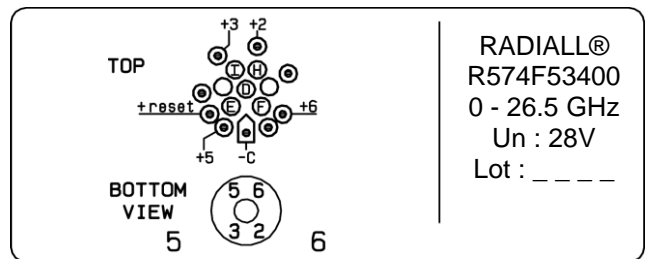 +3 +2
TOP
I H
D
+reset E F +6
+5 -C
BOTTOM
VIEW
5 6
3 2
5 6
RADIALL®
R574F53400
0 - 26.5 GHz
Un : 28V
Lot : _ _ _ _